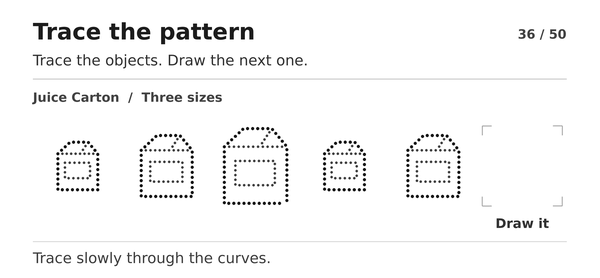 Trace the pattern
36 / 50
Trace the objects. Draw the next one.
Juice Carton / Three sizes
Draw it
Trace slowly through the curves.